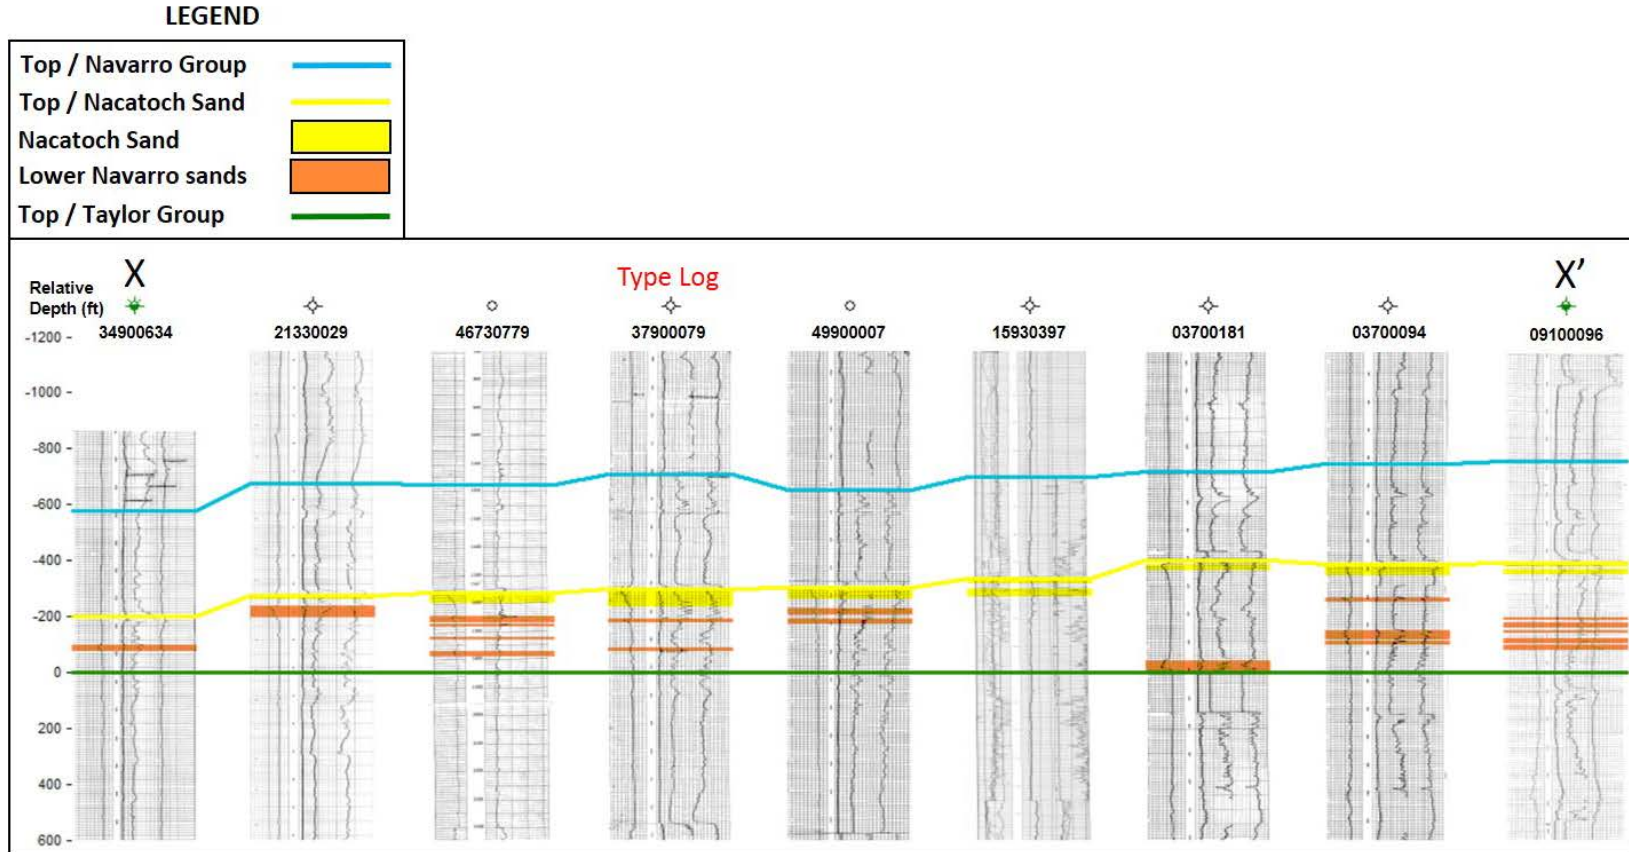 LEGEND
Top / Navarro Group
Top / Nacatoch Sand
Nacatoch Sand
Lower Navarro sands
Top / Taylor Group
X Type Log X’
Relative
Depth (ft)
34900634 21330029 46730779 37900079 49900007 15930397 03700181 03700094 09100096
-1200 -
-1000 -
-800 -
-600 -
-400 -
-200 -
0 -
200 -
400 -
600 -